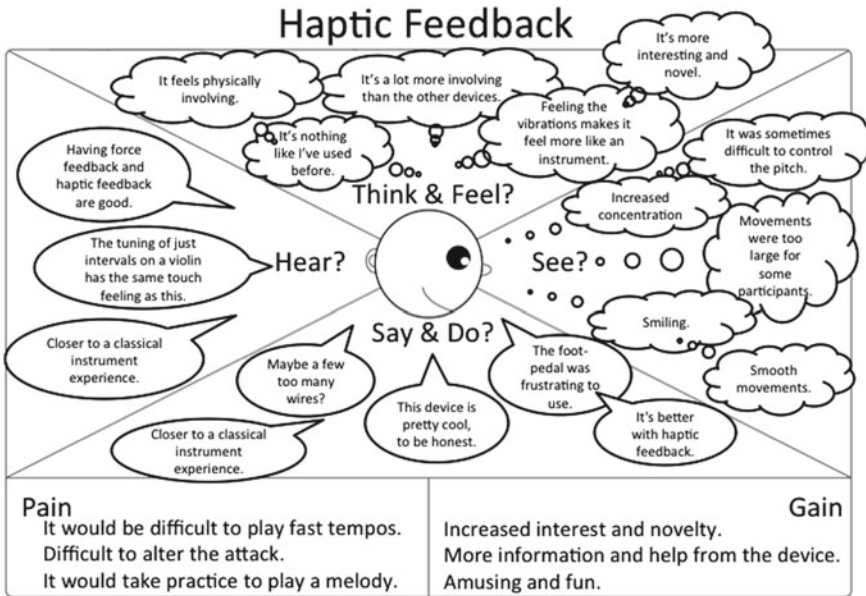 Haptic Feedback
It feels physically
involving.
It's a lot more involving
than the other devices.
It's more
interesting and
novel.
It's nothing
like I've used
before.
Feeling the
vibrations makes it
feel more like an
instrument.
It was sometimes
difficult to control
the pitch.
Think & Feel?
Having force
feedback and
haptic feedback
are good.
The tuning of just
intervals on a violin
has the same touch
feeling as this.
Closer to a classical
instrument
experience.
Hear?
See?
Increased
concentration
Movements
were too
large for
some
participants.
Smiling.
Smooth
movements.
Say & Do?
Maybe a few
too many
wires?
Closer to a classical
instrument
experience.
This device is
pretty cool,
to be honest.
The foot-
pedal was
frustrating to
use.
It's better
with haptic
feedback.
Pain
It would be difficult to play fast tempos.
Difficult to alter the attack.
It would take practice to play a melody.
Gain
Increased interest and novelty.
More information and help from the device.
Amusing and fun.